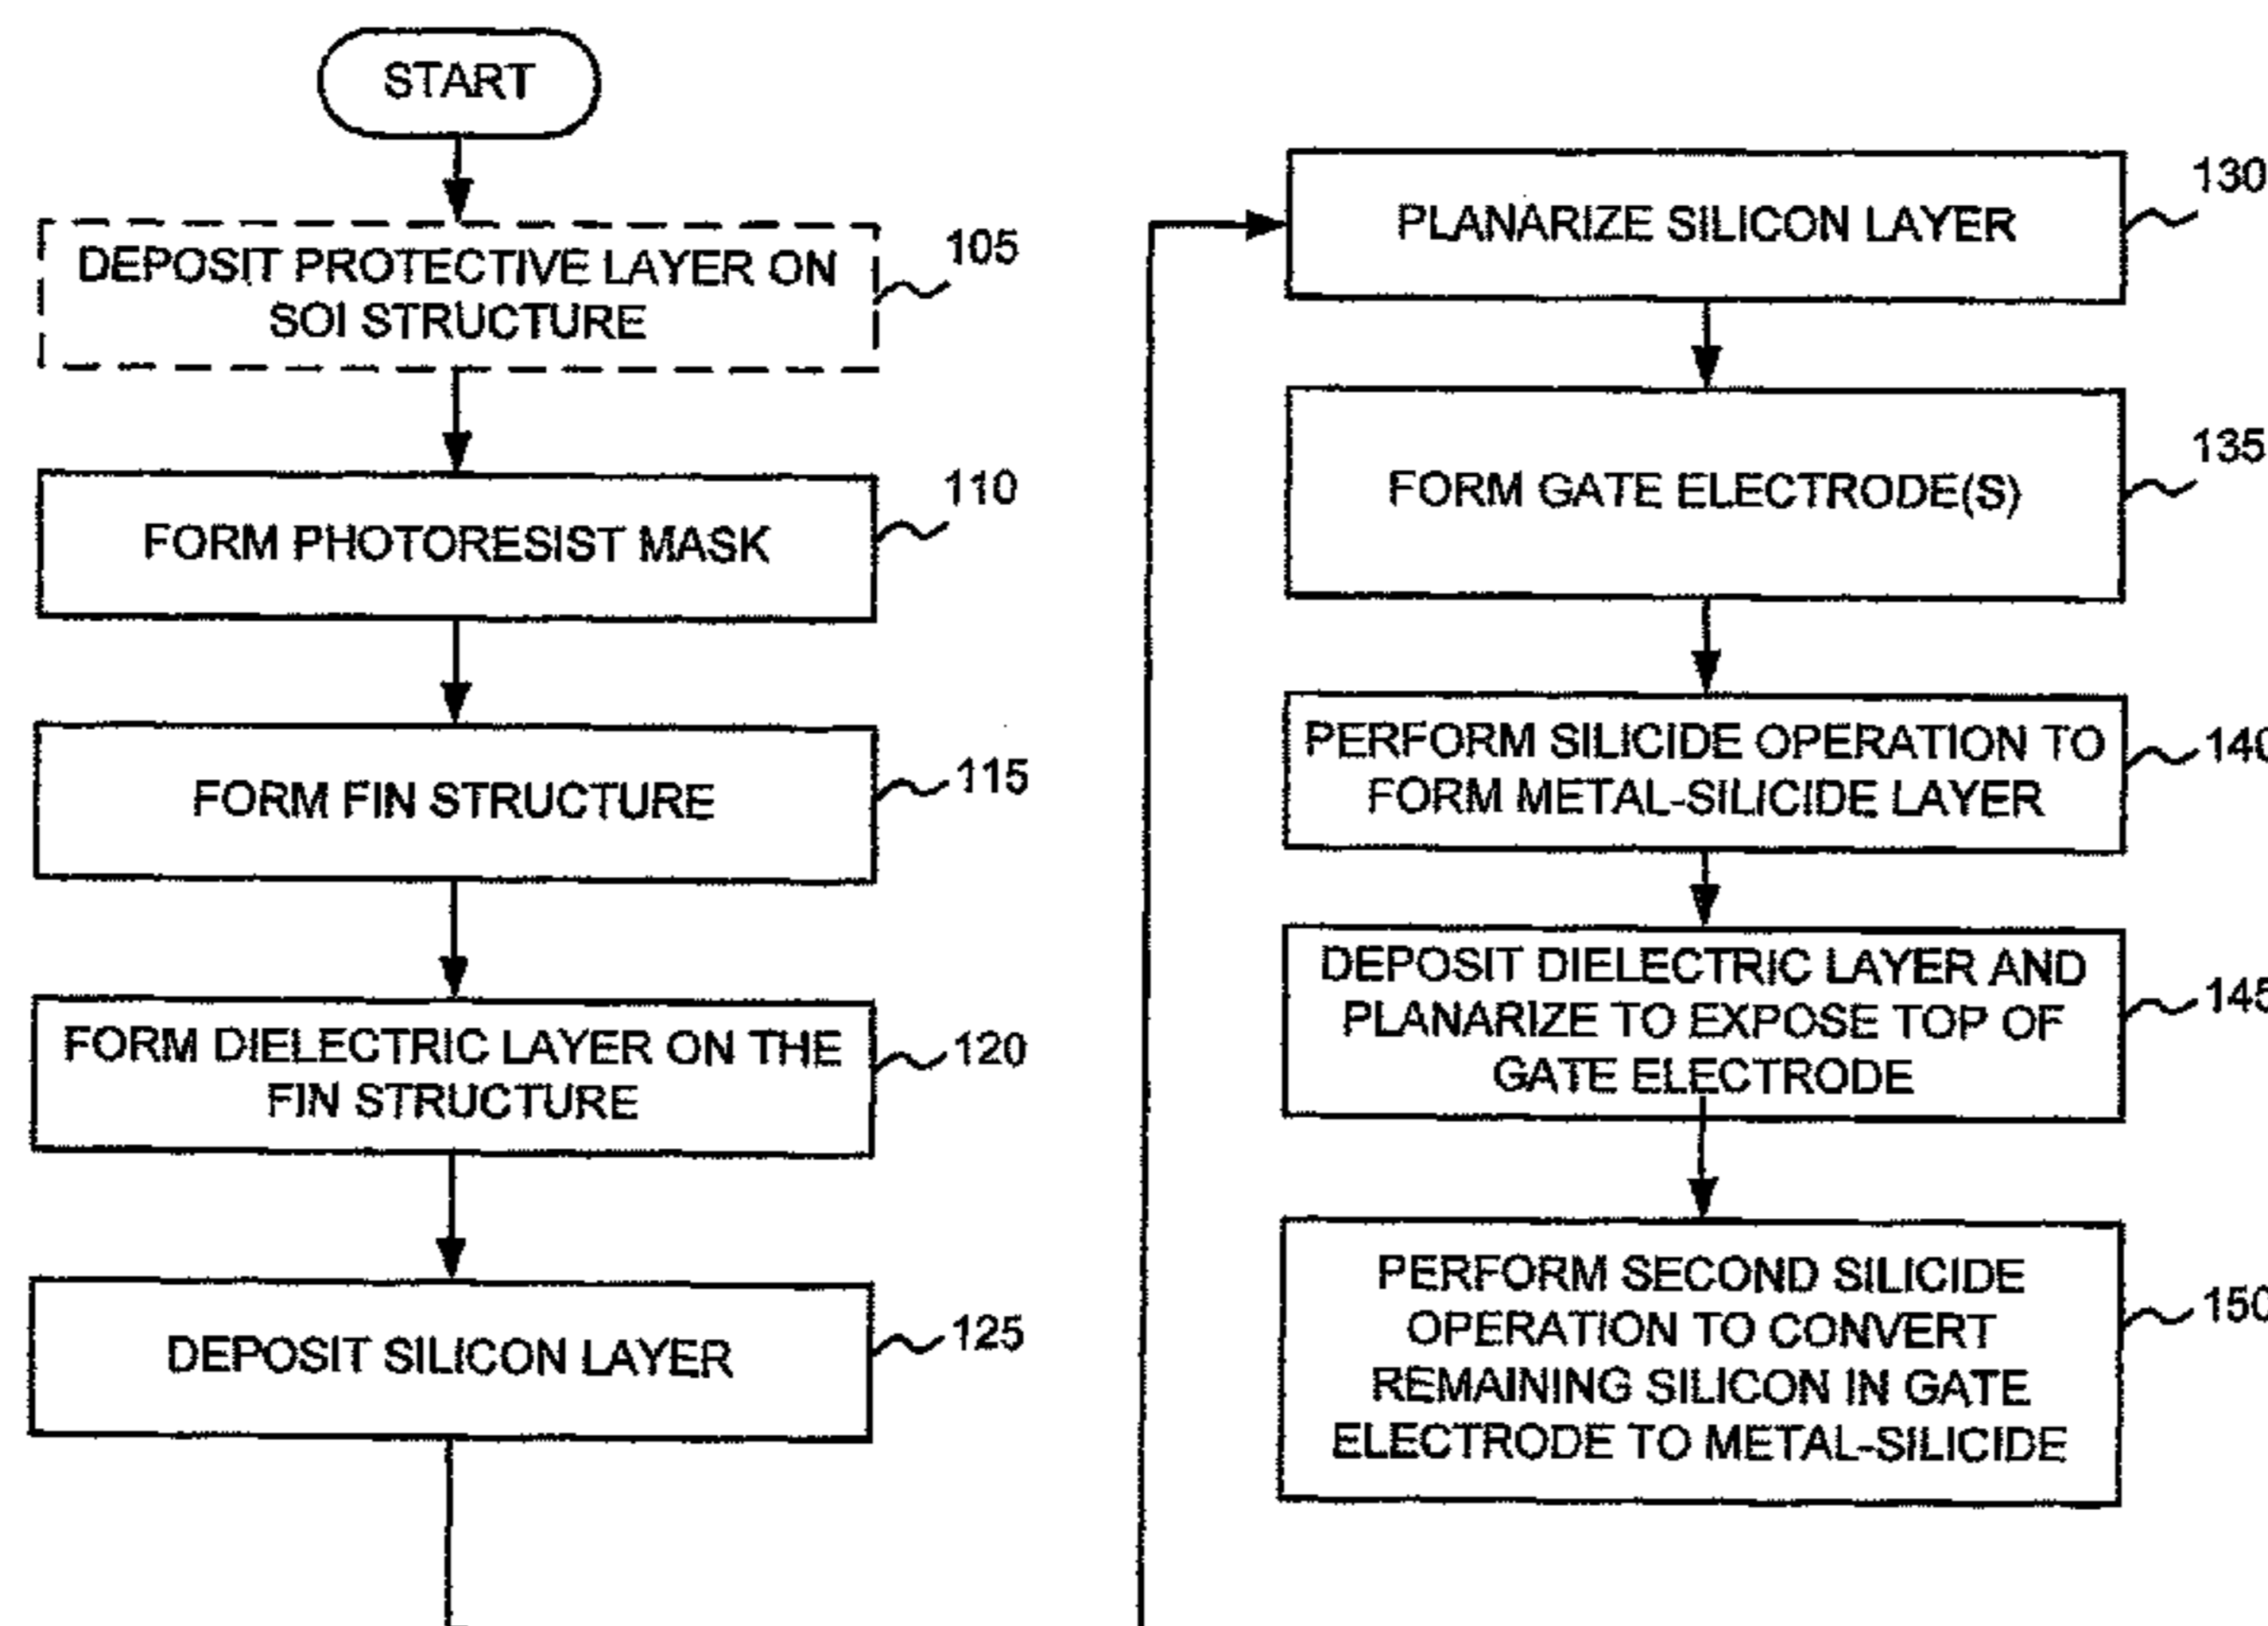 START
DEPOSIT PROTECTIVE LAYER ON
SOI STRUCTURE
105
FORM PHOTORESIST MASK
110
FORM FIN STRUCTURE
115
FORM DIELECTRIC LAYER ON THE
FIN STRUCTURE
120
DEPOSIT SILICON LAYER
125
PLANARIZE SILICON LAYER
130
FORM GATE ELECTRODE(S)
135
PERFORM SILICIDE OPERATION TO
FORM METAL-SILICIDE LAYER
140
DEPOSIT DIELECTRIC LAYER AND
PLANARIZE TO EXPOSE TOP OF
GATE ELECTRODE
145
PERFORM SECOND SILICIDE
OPERATION TO CONVERT
REMAINING SILICON IN GATE
ELECTRODE TO METAL-SILICIDE
150